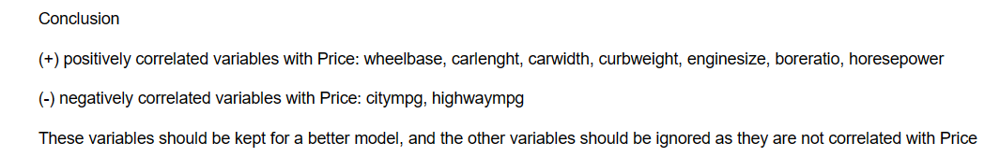 Conclusion
(+) positively correlated variables with Price: wheelbase, carlenght, carwidth, curbweight, enginesize, boreratio, horesepower
(-) negatively correlated variables with Price: citympg, highwaympg
These variables should be kept for a better model, and the other variables should be ignored as they are not correlated with Price